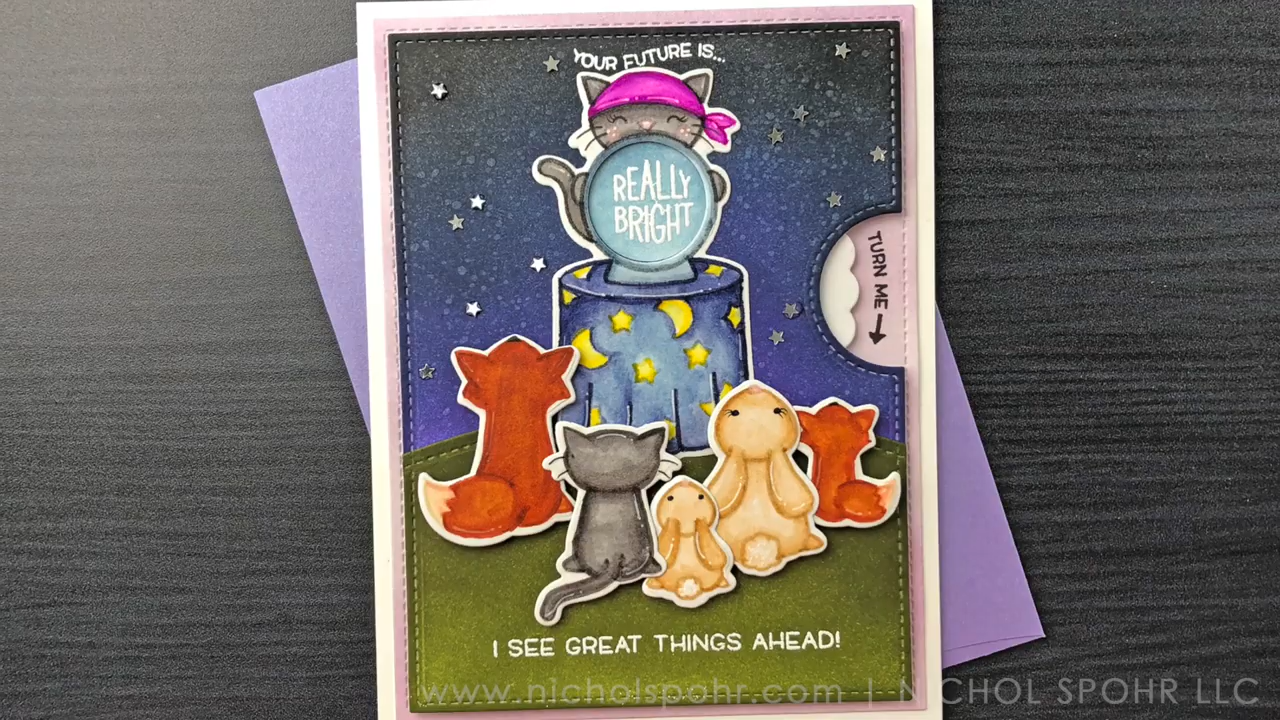 YOUR FUTURE IS...
REALLY
BRIGHT
TURN ME
I SEE GREAT THINGS AHEAD!
www.nicholspohr.com | NICHOL SPOHR LLC